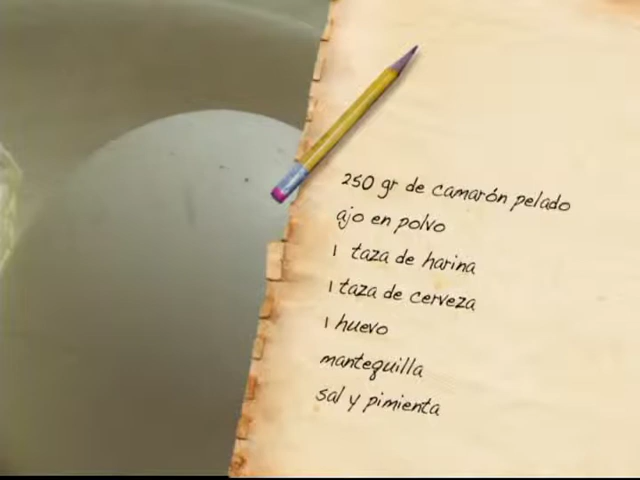 250 gr de camarón pelado
ajo en polvo
1 taza de harina
1 taza de cerveza
1 huevo
mantequilla
sal y pimienta